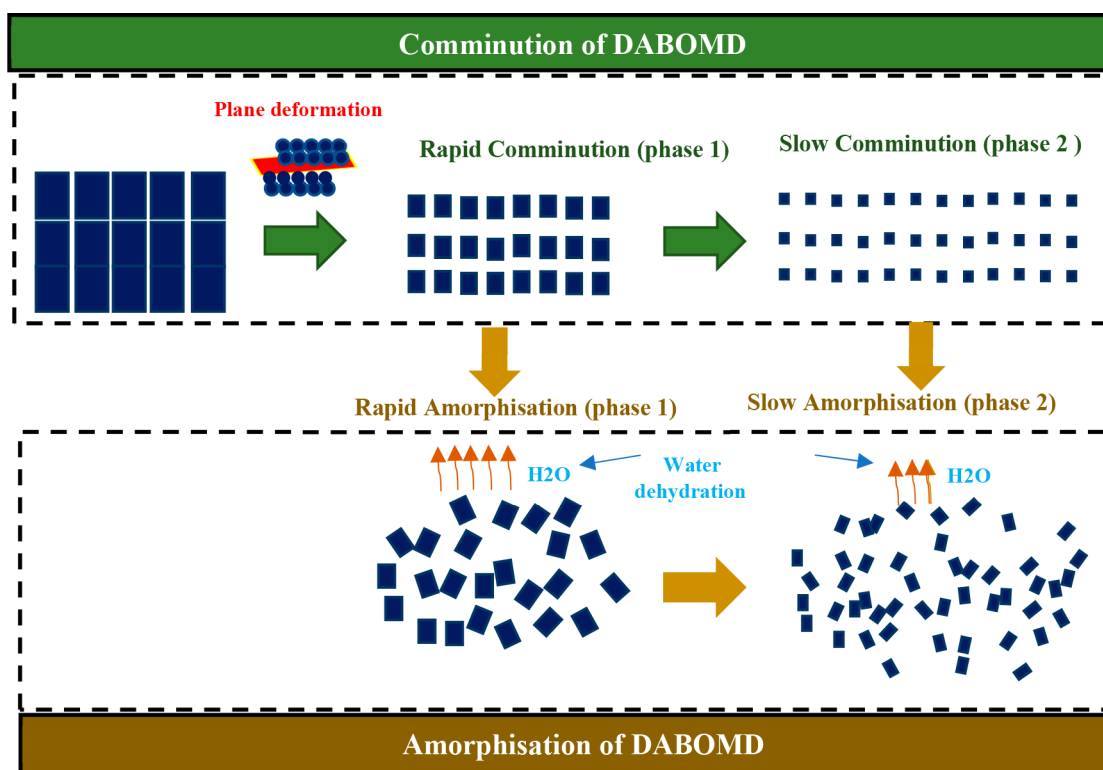 Comminution of DABOMD
Plane deformation
Rapid Comminution (phase 1)
Slow Comminution (phase 2 )
Rapid Amorphisation (phase 1)
Slow Amorphisation (phase 2)
H2O
Water
dehydration
H2O
Amorphisation of DABOMD